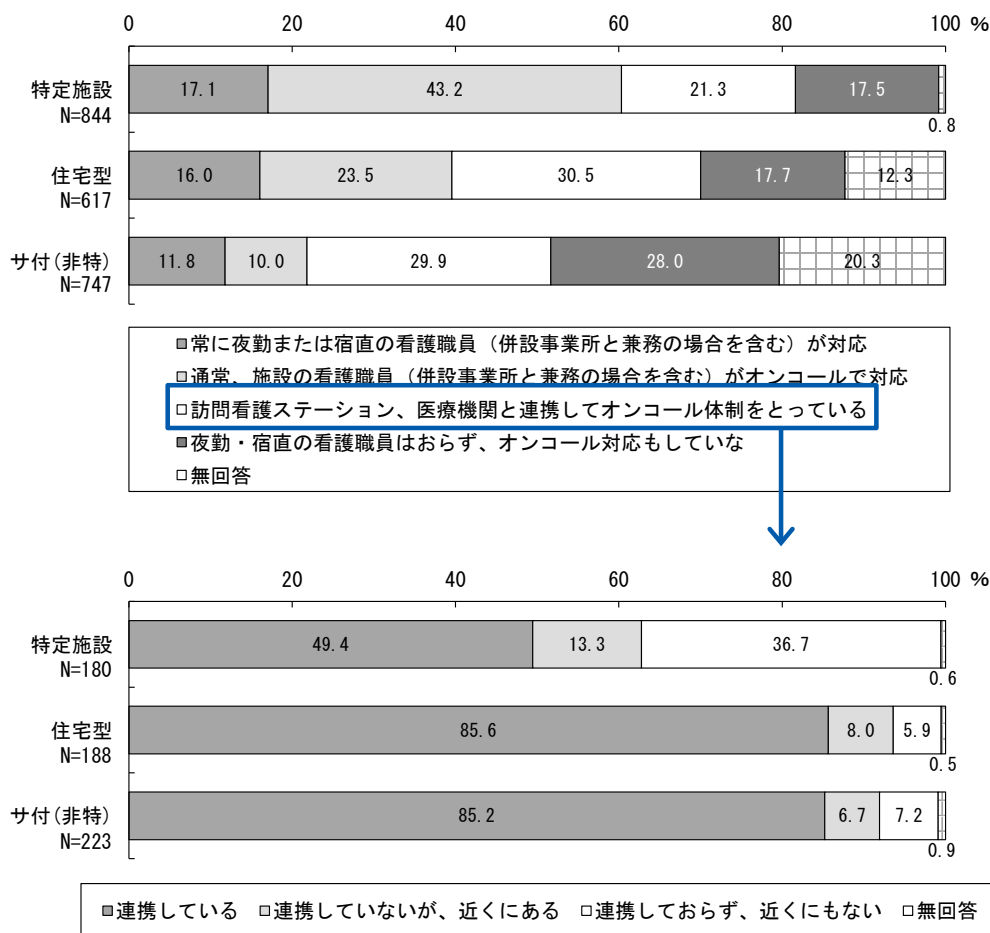 0 20 40 60 80 100 %
特定施設 17.1 43.2 21.3 17.5
N=844
0.8
住宅型 16.0 23.5 30.5 17.7 12.3
N=617
サ付(非特) 11.8 10.0 29.9 28.0 20.3
N=747
■常に夜勤または宿直の看護職員（併設事業所と兼務の場合を含む）が対応
□通常、施設の看護職員（併設事業所と兼務の場合を含む）がオンコールで対応
□訪問看護ステーション、医療機関と連携してオンコール体制をとっている
■夜勤・宿直の看護職員はおらず、オンコール対応もしていな
□無回答
0 20 40 60 80 100 %
特定施設 49.4 13.3 36.7
N=180
0.6
住宅型 85.6 8.0 5.9
N=188
0.5
サ付(非特) 85.2 6.7 7.2
N=223
0.9
■連携している □連携していないが、近くにある □連携しておらず、近くにもない □無回答